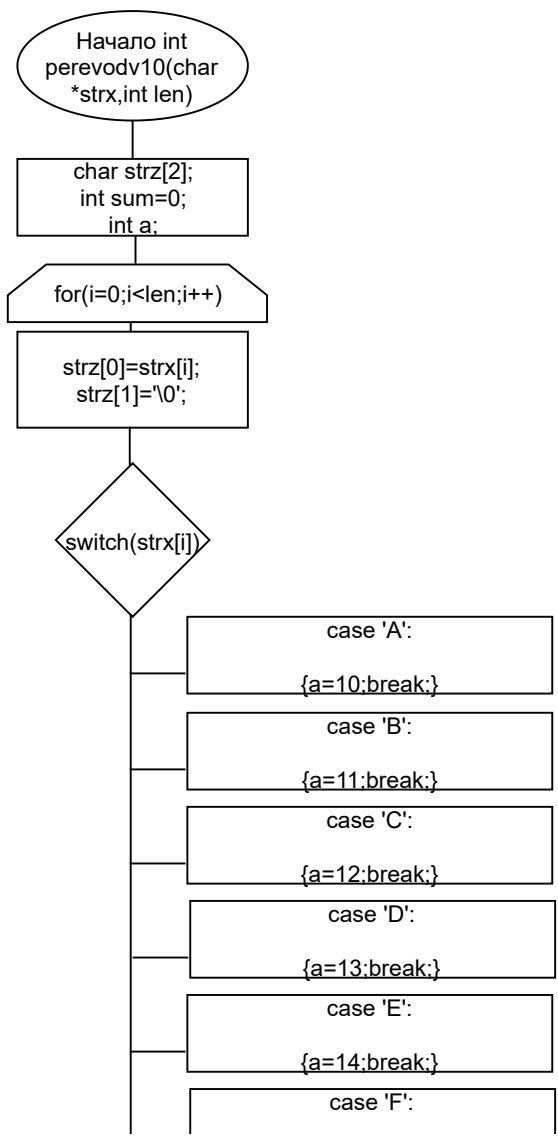 Начало int
perevodv10(char
*strx,int len)
char strz[2];
int sum=0;
int a;
for(i=0;i<len;i++)
strz[0]=strx[i];
strz[1]='\0';
switch(strx[i])
case 'A':
{a=10;break;}
case 'B':
{a=11;break;}
case 'C':
{a=12;break;}
case 'D':
{a=13;break;}
case 'E':
{a=14;break;}
case 'F':